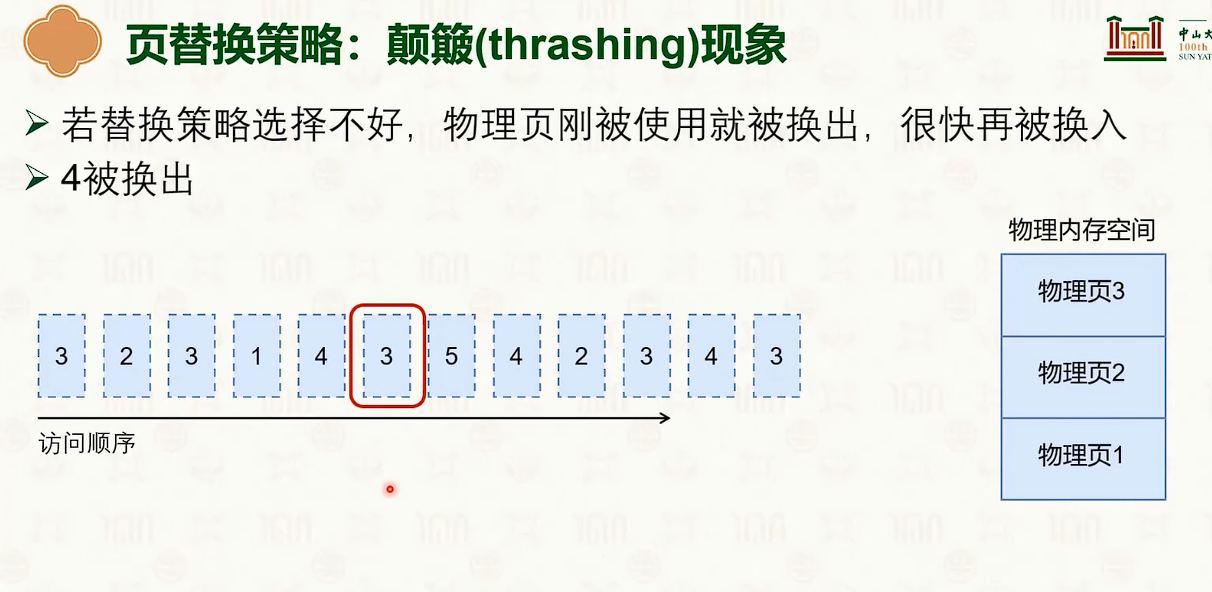 页替换策略：颠簸(thrashing)现象
中山大
100th
SUN YAT
若替换策略选择不好，物理页刚被使用就被换出，很快再被换入
4被换出
物理内存空间
物理页3
3 2 3 1 4 3 5 4 2 3 4 3
物理页2
访问顺序
物理页1